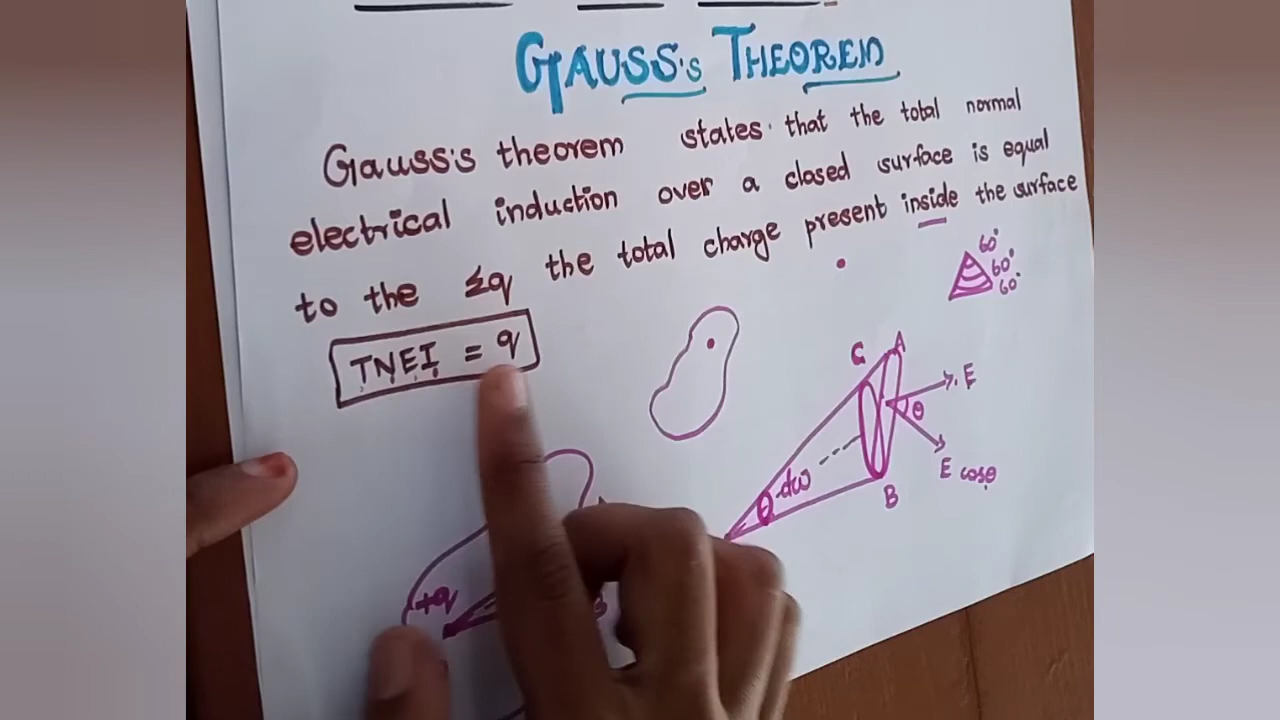 GAUSS's THEOREM
Gauss's theorem states that the total normal
electrical induction over a closed surface is equal
to the Σq the total charge present inside the surface
TNEI = q
60°
60°
60°
C A
E
θ
E cosθ
dω
B
+q